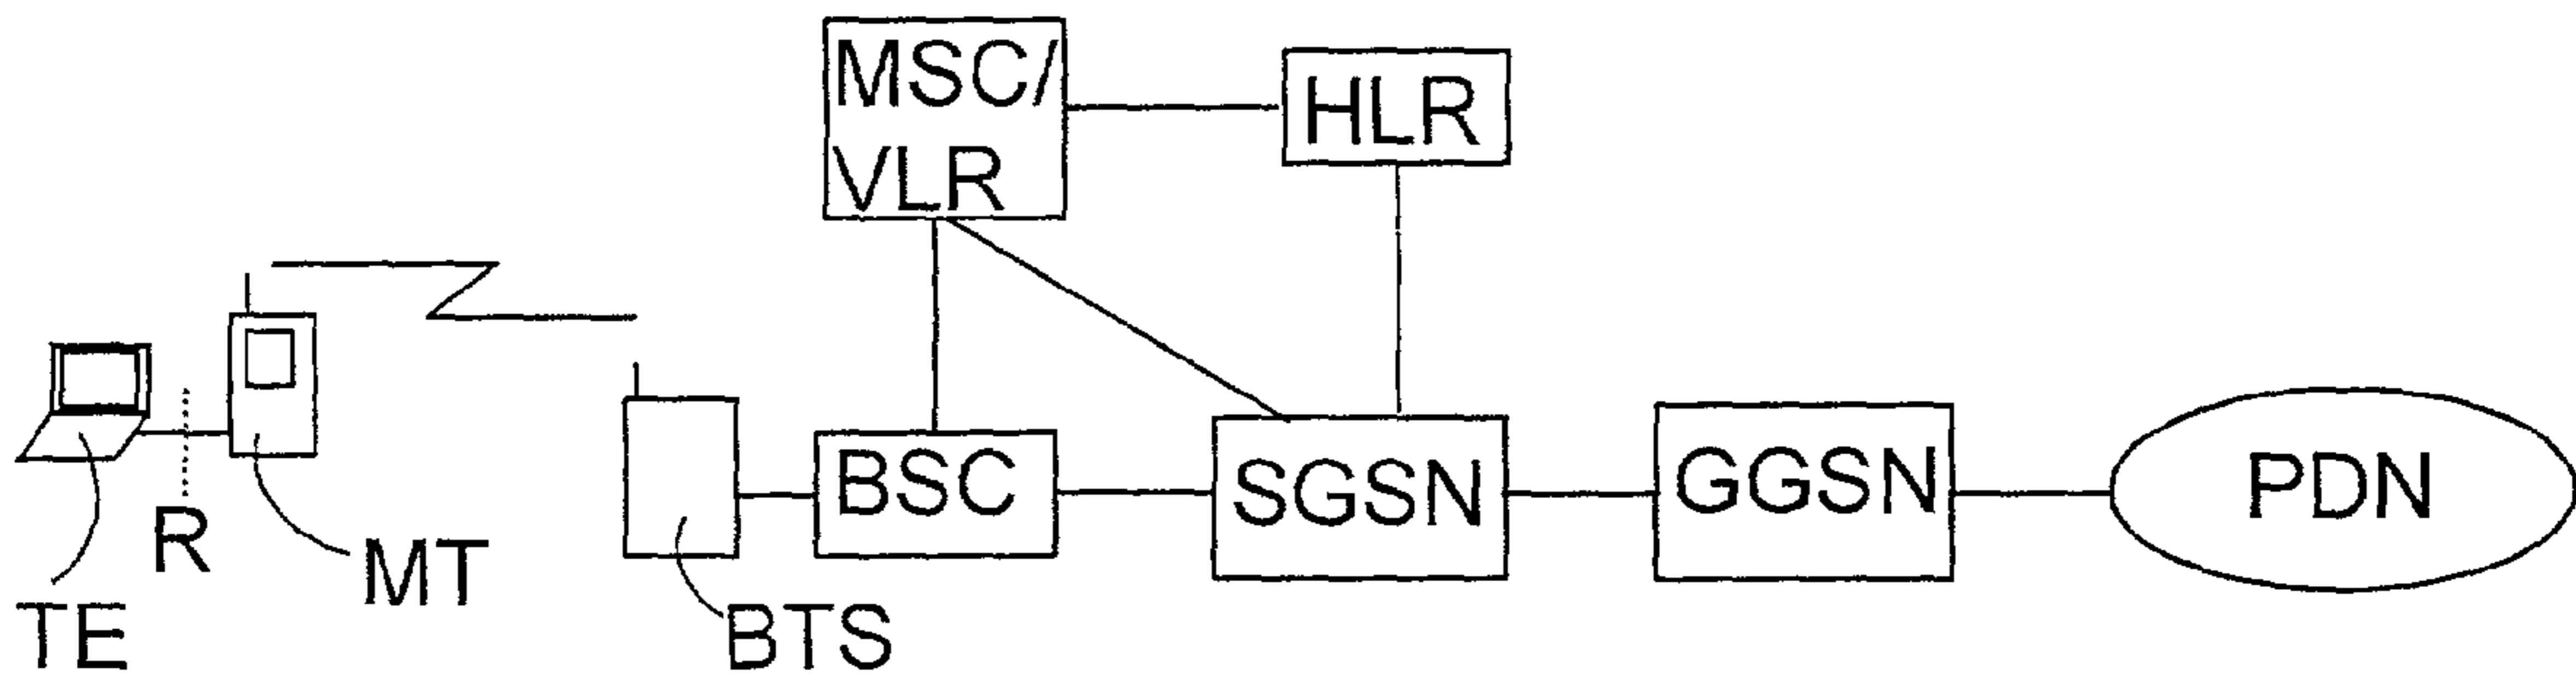 MSC/
VLR
HLR
BSC
SGSN
GGSN
PDN
R
MT
TE
BTS